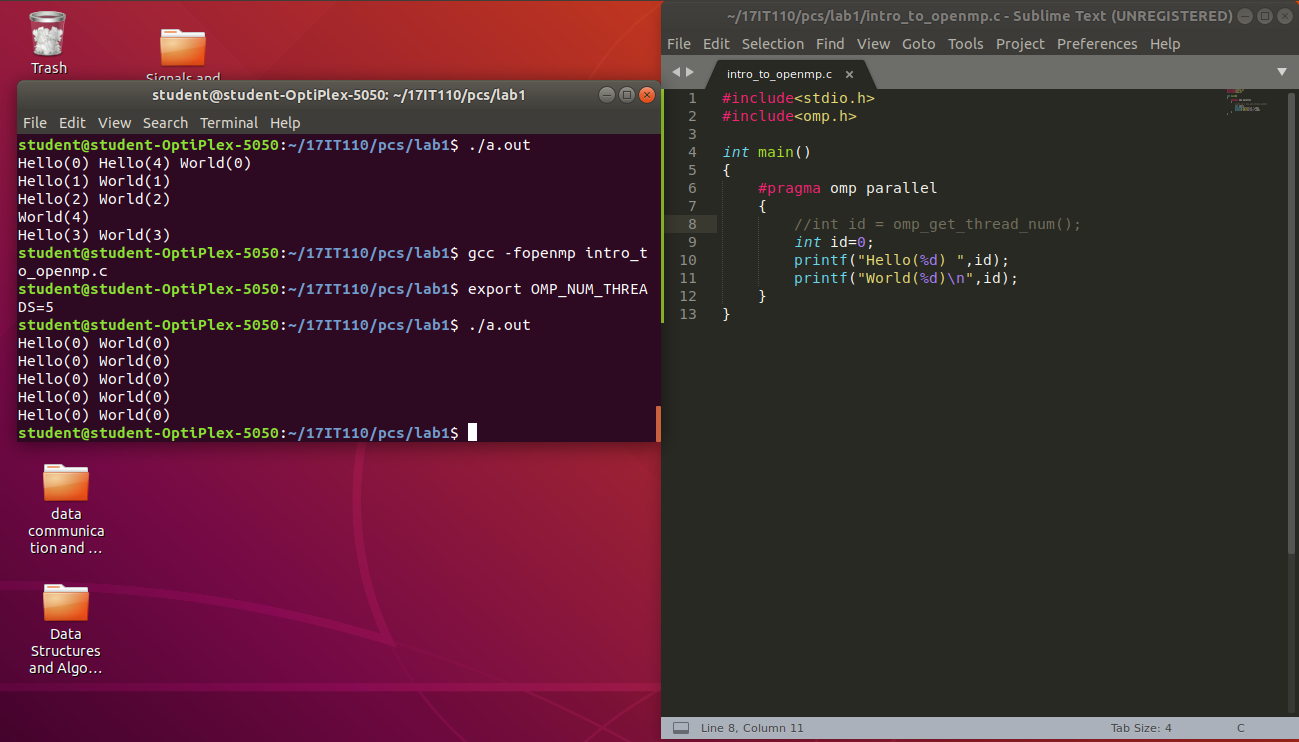 Trash
Signals and
student@student-OptiPlex-5050: ~/17IT110/pcs/lab1
File Edit View Search Terminal Help
student@student-OptiPlex-5050:~/17IT110/pcs/lab1$ ./a.out
Hello(0) Hello(4) World(0)
Hello(1) World(1)
Hello(2) World(2)
World(4)
Hello(3) World(3)
student@student-OptiPlex-5050:~/17IT110/pcs/lab1$ gcc -fopenmp intro_t
o_openmp.c
student@student-OptiPlex-5050:~/17IT110/pcs/lab1$ export OMP_NUM_THREA
DS=5
student@student-OptiPlex-5050:~/17IT110/pcs/lab1$ ./a.out
Hello(0) World(0)
Hello(0) World(0)
Hello(0) World(0)
Hello(0) World(0)
Hello(0) World(0)
student@student-OptiPlex-5050:~/17IT110/pcs/lab1$
data
communica
tion and ...
Data
Structures
and Algo...
~/17IT110/pcs/lab1/intro_to_openmp.c - Sublime Text (UNREGISTERED)
File Edit Selection Find View Goto Tools Project Preferences Help
intro_to_openmp.c ×
1 #include<stdio.h>
2 #include<omp.h>
3
4 int main()
5 {
6     #pragma omp parallel
7     {
8         //int id = omp_get_thread_num();
9         int id=0;
10         printf("Hello(%d) ",id);
11         printf("World(%d)\n",id);
12     }
13 }
Line 8, Column 11
Tab Size: 4
C